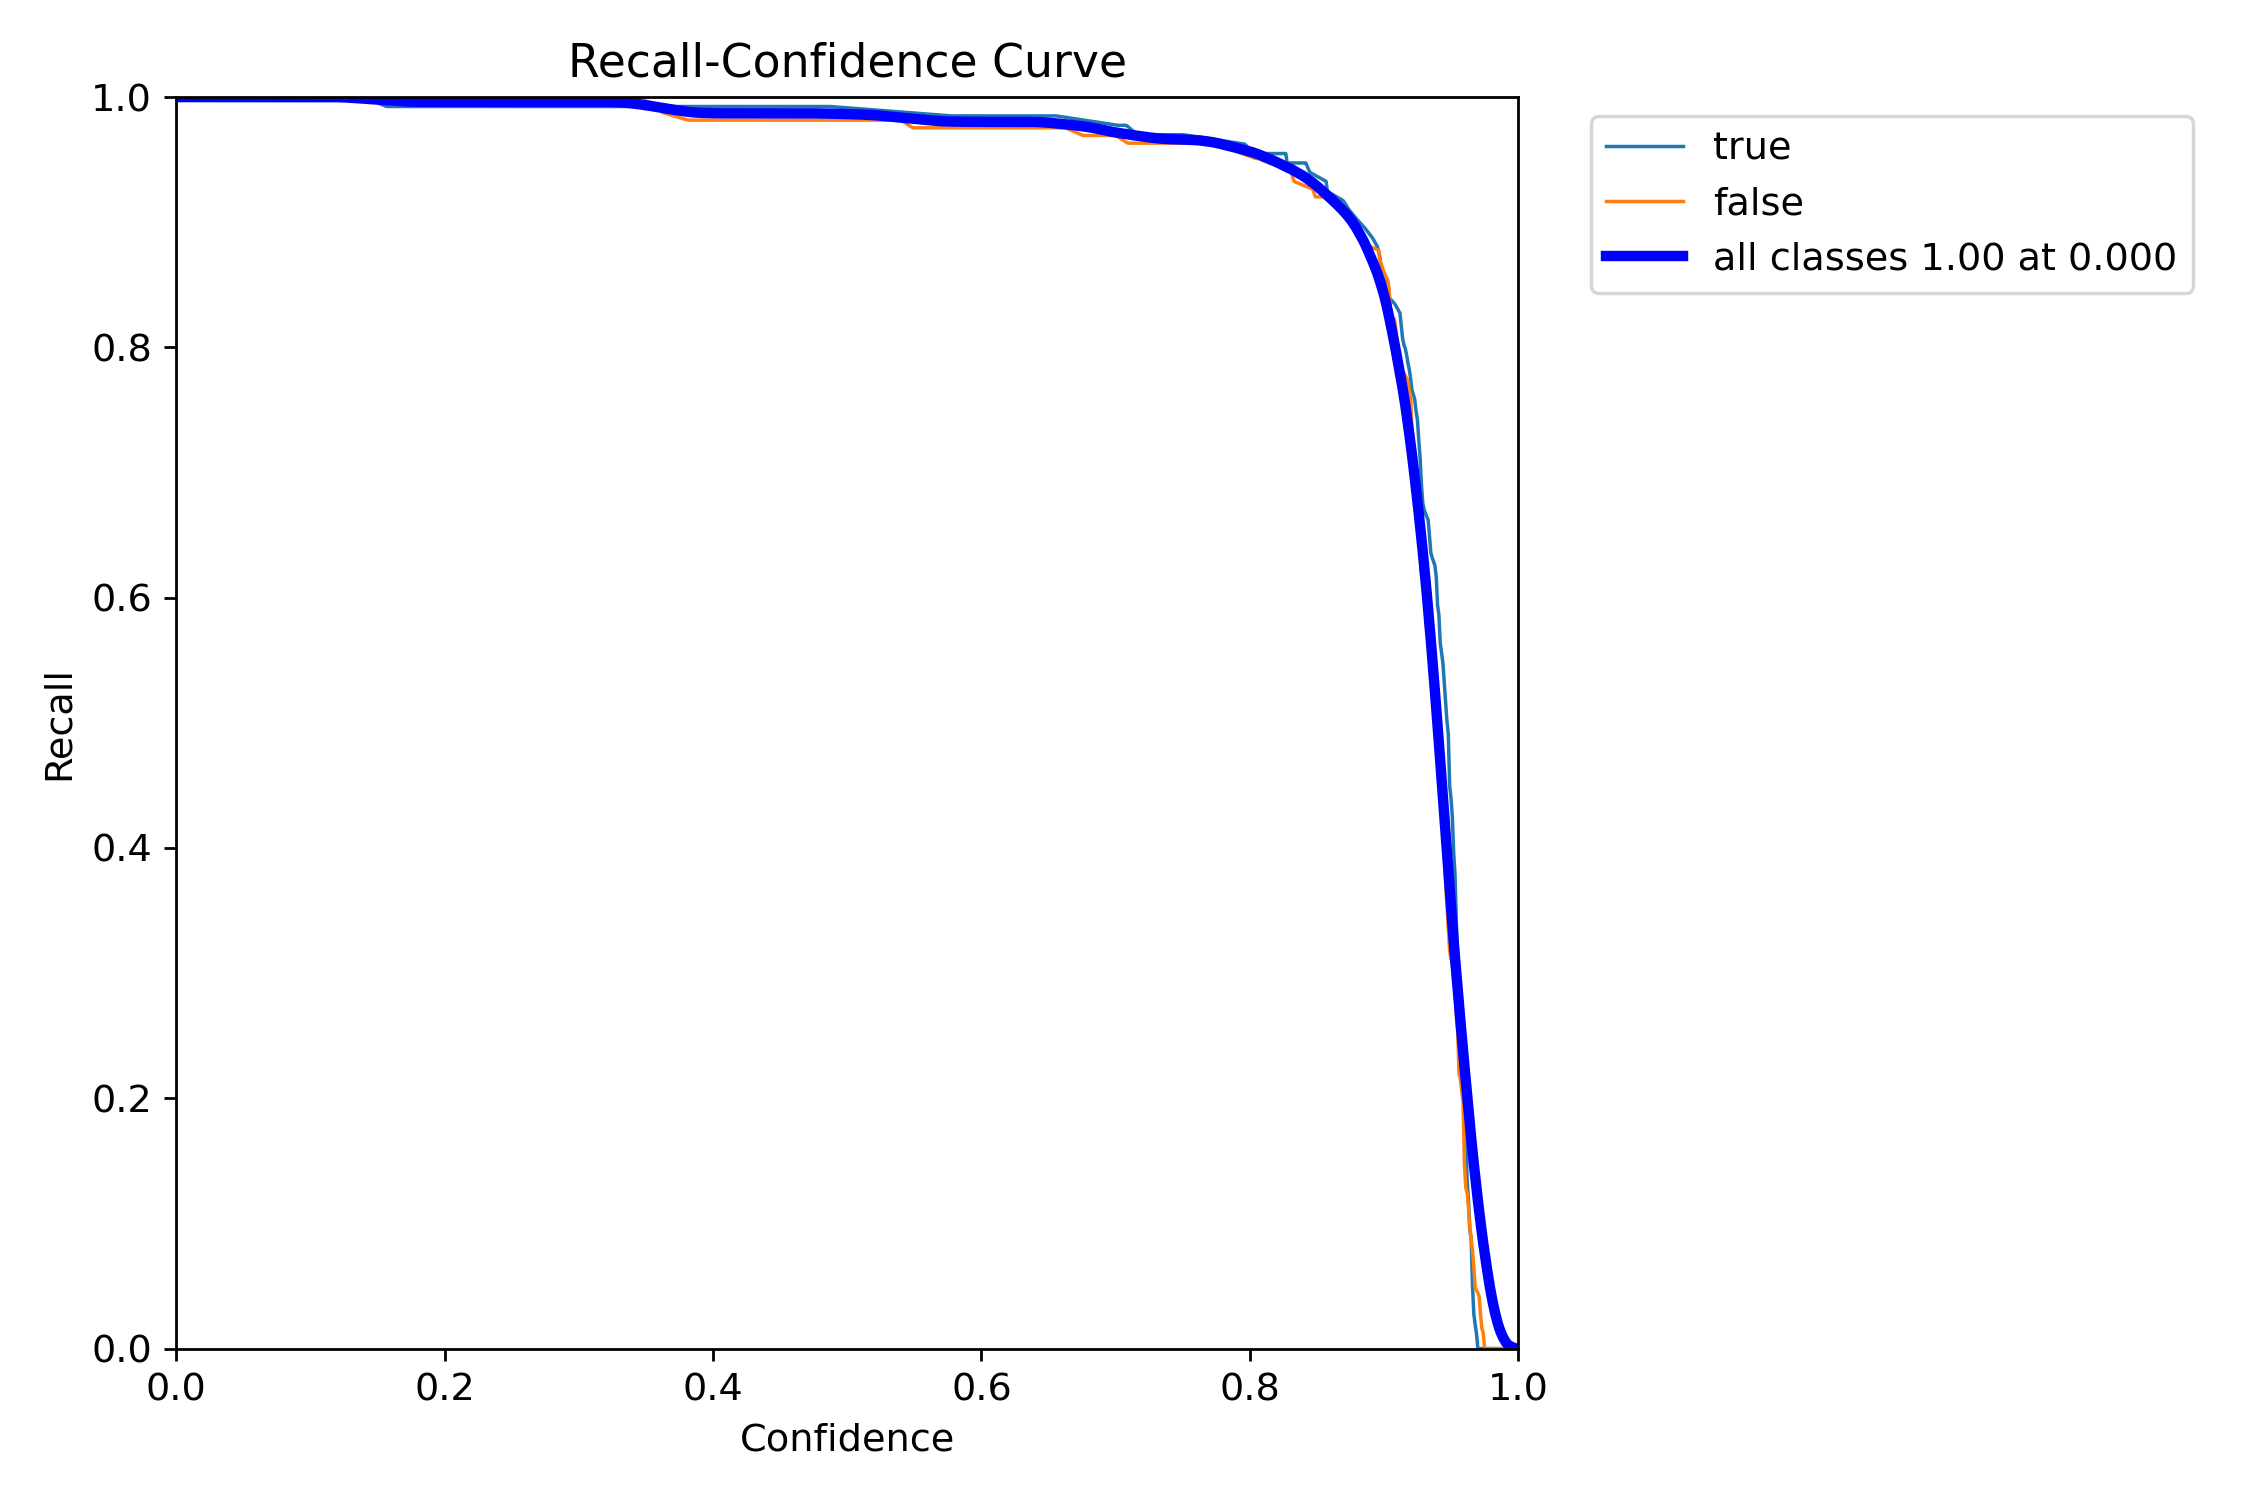 Recall-Confidence Curve
1.0
0.8
0.6
0.4
0.2
0.0
Recall
0.0 0.2 0.4 0.6 0.8 1.0
Confidence
true
false
all classes 1.00 at 0.000